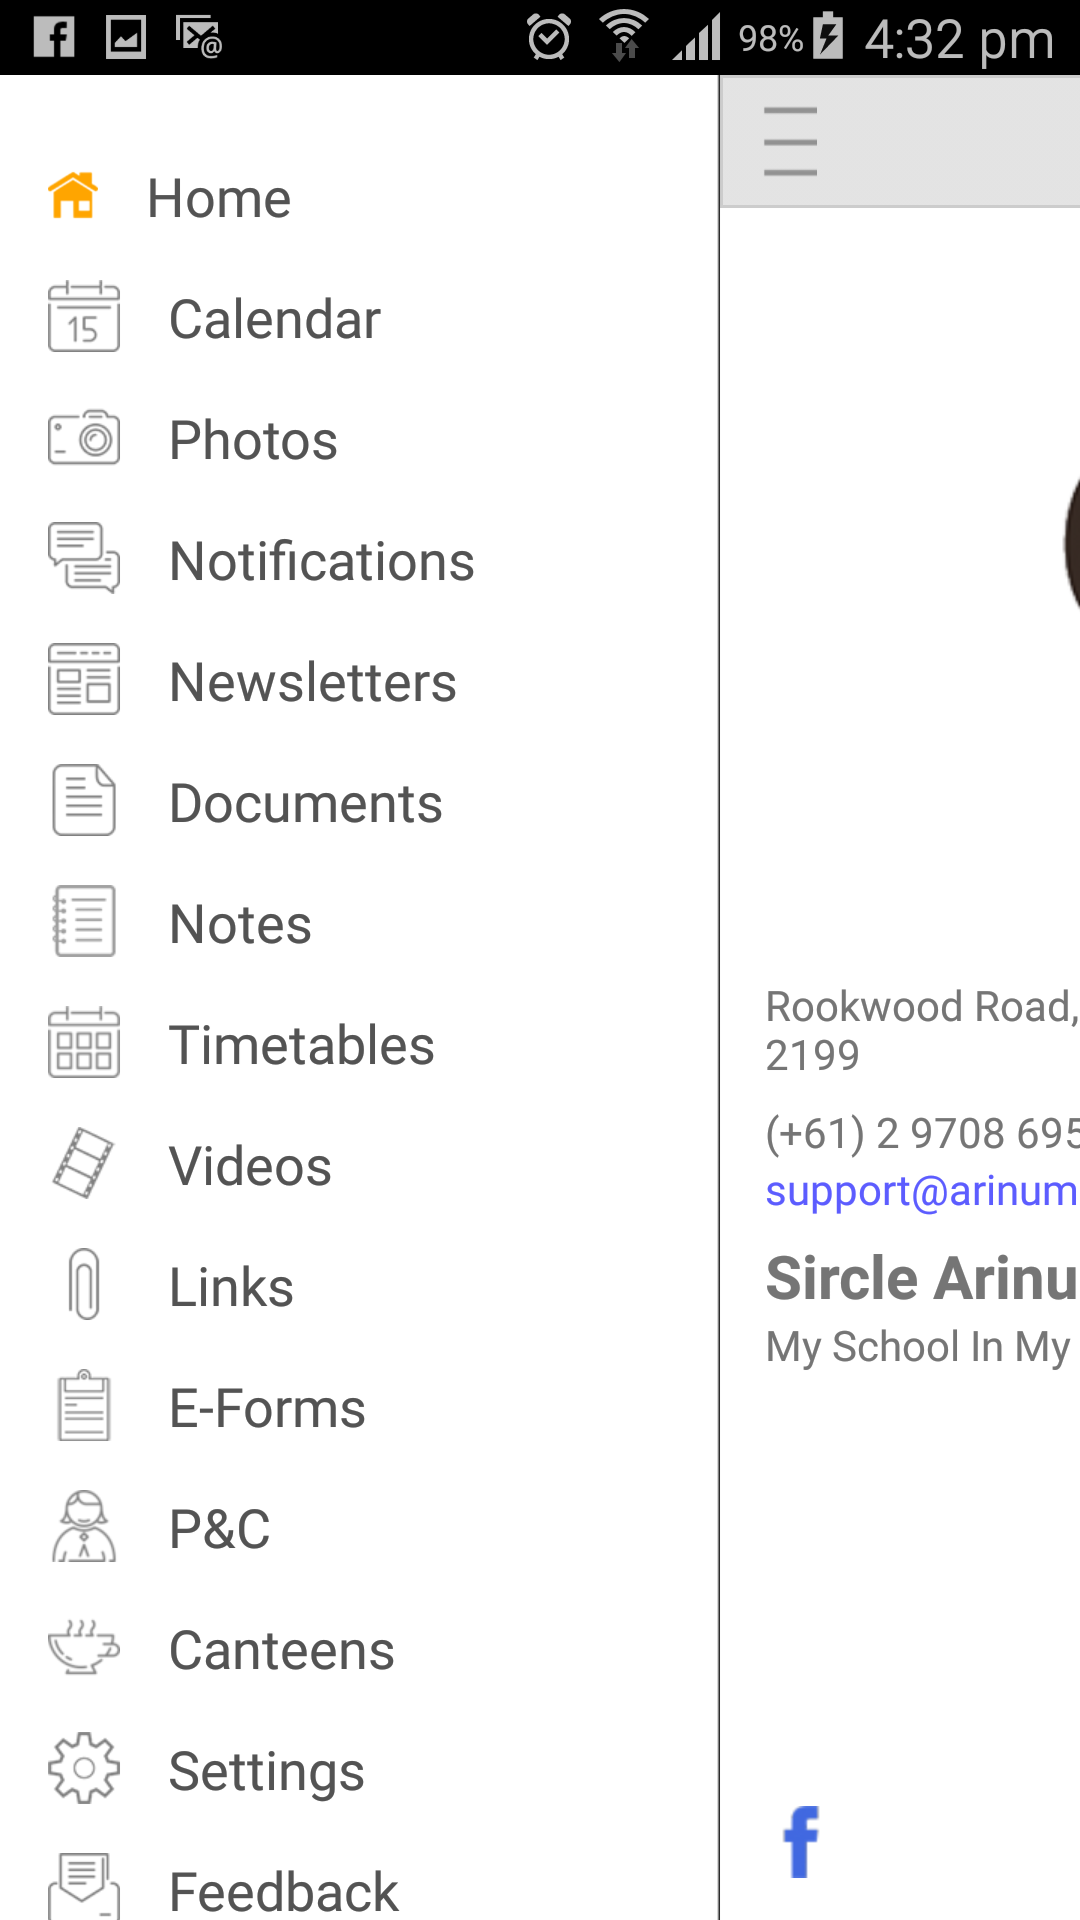 98% 4:32 pm
Home
15
Calendar
Photos
Notifications
Newsletters
Documents
Notes
Timetables
Videos
Links
E-Forms
P&C
Canteens
Settings
Feedback
Rookwood Road,
2199
(+61) 2 9708 695
support@arinum
Sircle Arinu
My School In My